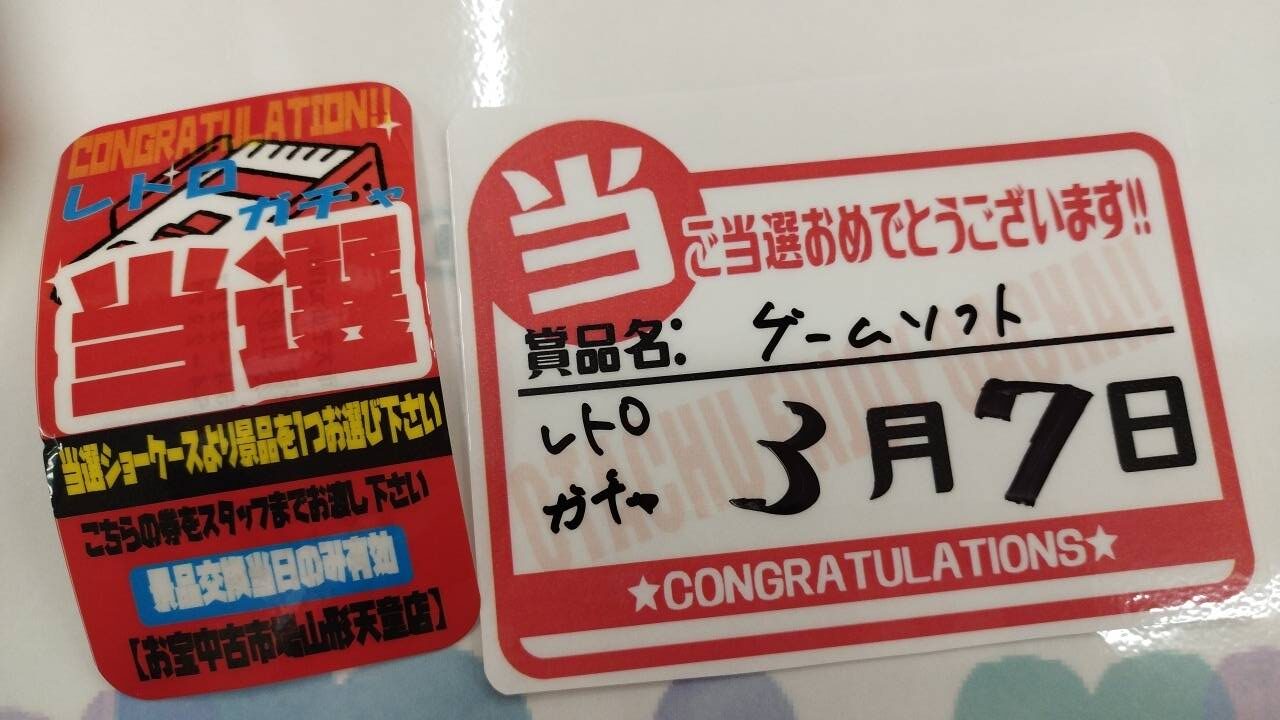 CONGRATULATION!!
レトロ
ガチャ
当選
当選ショーケースより景品を1つお選び下さい
こちらの券をスタッフまでお渡し下さい
景品交換当日のみ有効
【お宝中古市場山形天童店】
当
ご当選おめでとうございます!!
賞品名: ゲームソフト
レトロ
ガチャ
3月7日
★CONGRATULATIONS★